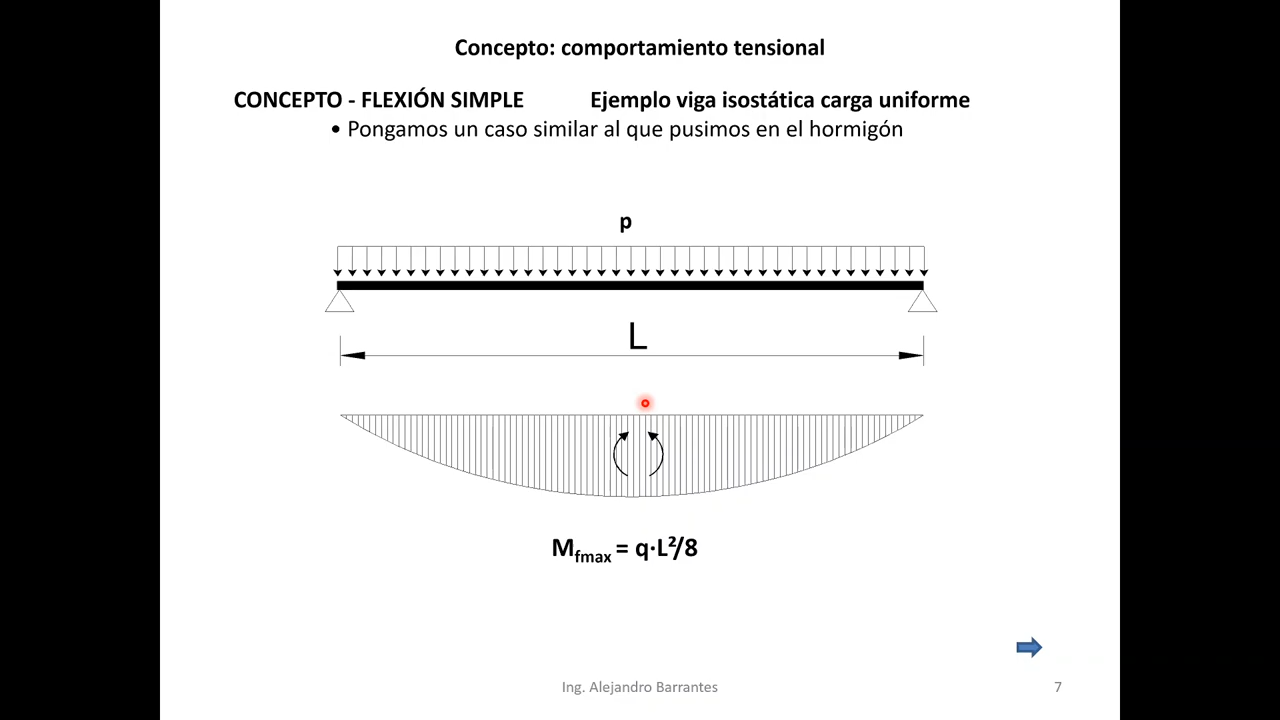 Concepto: comportamiento tensional
CONCEPTO - FLEXIÓN SIMPLE Ejemplo viga isostática carga uniforme
• Pongamos un caso similar al que pusimos en el hormigón
p
L
Mfmax = q·L²/8
Ing. Alejandro Barrantes 7